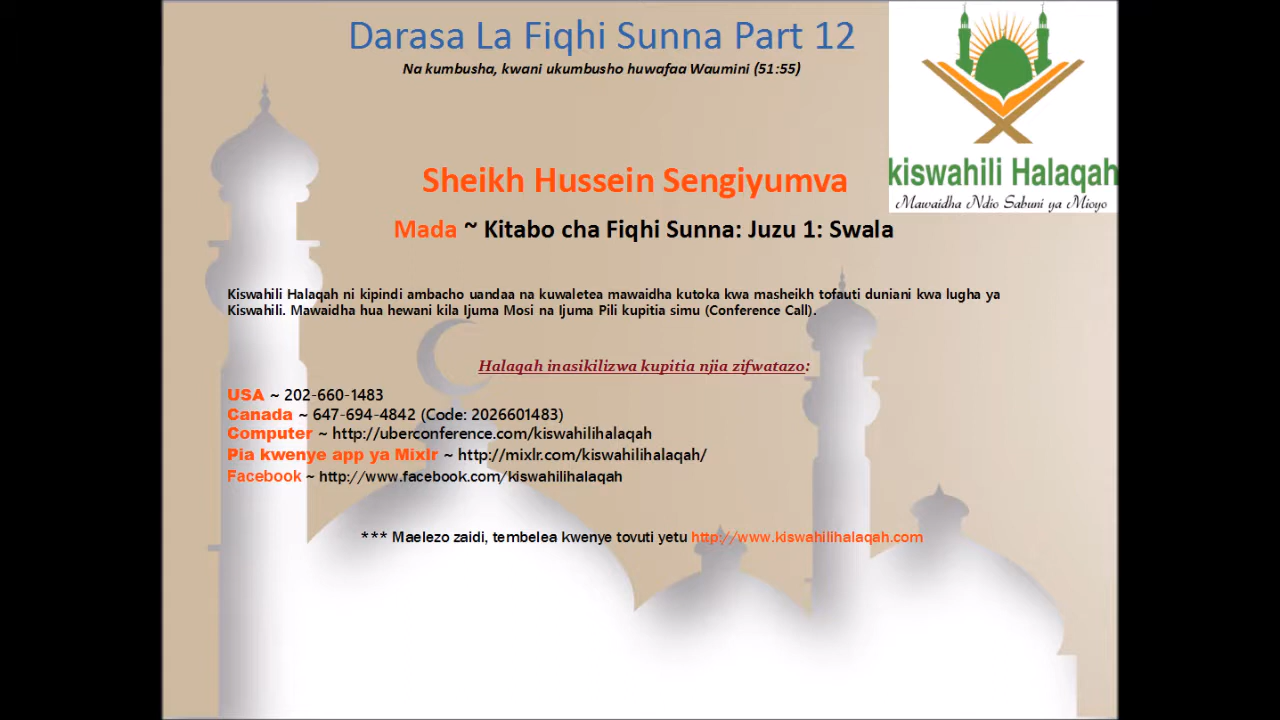 Darasa La Fiqhi Sunna Part 12
Na kumbusha, kwani ukumbusho huwafaa Waumini (51:55)
kiswahili Halaqah
Mawaidha Ndio Sabuni ya Mioyo
Sheikh Hussein Sengiyumva
Mada ~ Kitabo cha Fiqhi Sunna: Juzu 1: Swala
Kiswahili Halaqah ni kipindi ambacho uandaa na kuwaletea mawaidha kutoka kwa masheikh tofauti duniani kwa lugha ya
Kiswahili. Mawaidha hua hewani kila Ijuma Mosi na Ijuma Pili kupitia simu (Conference Call).
Halaqah inasikilizwa kupitia njia zifwatazo:
USA ~ 202-660-1483
Canada ~ 647-694-4842 (Code: 2026601483)
Computer ~ http://uberconference.com/kiswahilihalaqah
Pia kwenye app ya Mixlr ~ http://mixlr.com/kiswahilihalaqah/
Facebook ~ http://www.facebook.com/kiswahilihalaqah
*** Maelezo zaidi, tembelea kwenye tovuti yetu http://www.kiswahilihalaqah.com